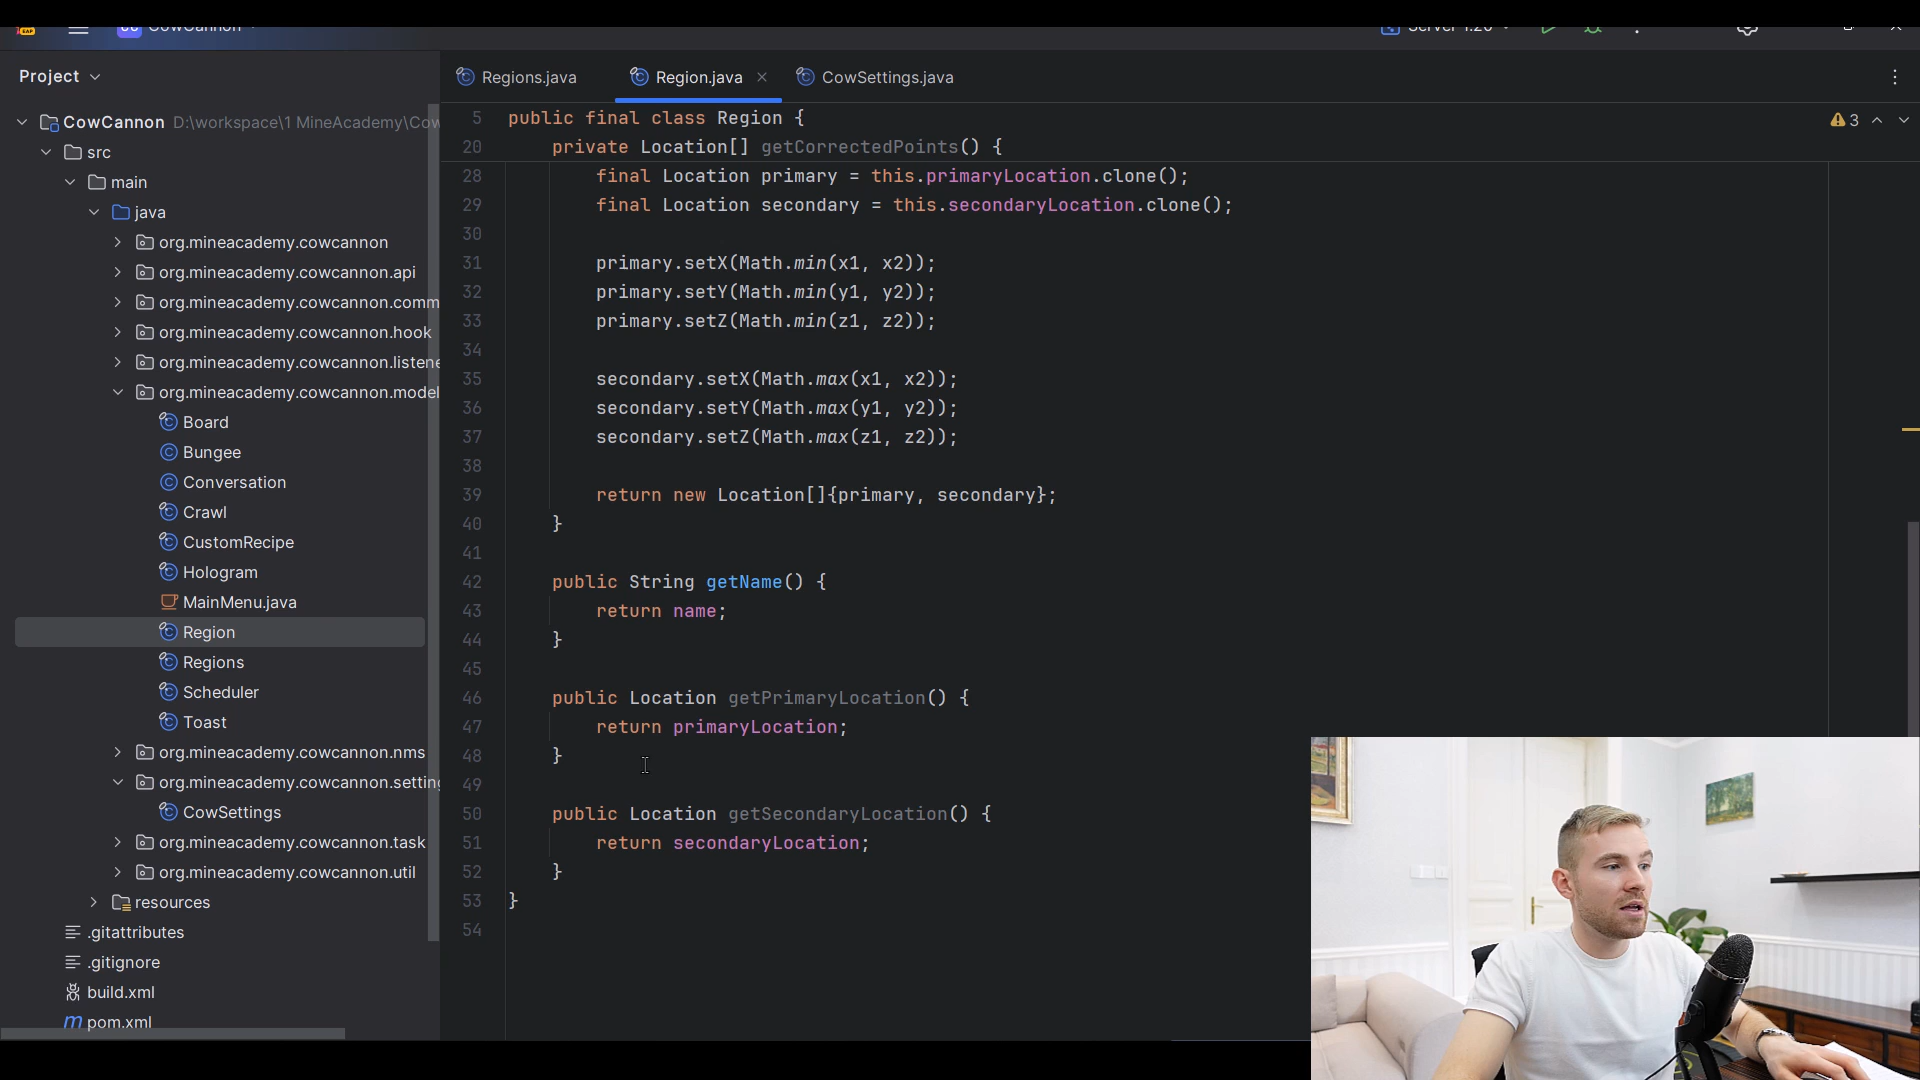 CowCannon
Server 1.20
Project
Regions.java
Region.java
CowSettings.java
3
CowCannon D:\workspace\1 MineAcademy\Cow
src
main
java
org.mineacademy.cowcannon
org.mineacademy.cowcannon.api
org.mineacademy.cowcannon.comm
org.mineacademy.cowcannon.hook
org.mineacademy.cowcannon.listene
org.mineacademy.cowcannon.model
Board
Bungee
Conversation
Crawl
CustomRecipe
Hologram
MainMenu.java
Region
Regions
Scheduler
Toast
org.mineacademy.cowcannon.nms
org.mineacademy.cowcannon.setting
CowSettings
org.mineacademy.cowcannon.task
org.mineacademy.cowcannon.util
resources
.gitattributes
.gitignore
build.xml
pom.xml
5 public final class Region {
20 private Location[] getCorrectedPoints() {
28 final Location primary = this.primaryLocation.clone();
29 final Location secondary = this.secondaryLocation.clone();
30
31 primary.setX(Math.min(x1, x2));
32 primary.setY(Math.min(y1, y2));
33 primary.setZ(Math.min(z1, z2));
34
35 secondary.setX(Math.max(x1, x2));
36 secondary.setY(Math.max(y1, y2));
37 secondary.setZ(Math.max(z1, z2));
38
39 return new Location[]{primary, secondary};
40 }
41
42 public String getName() {
43 return name;
44 }
45
46 public Location getPrimaryLocation() {
47 return primaryLocation;
48 }
49
50 public Location getSecondaryLocation() {
51 return secondaryLocation;
52 }
53 }
54